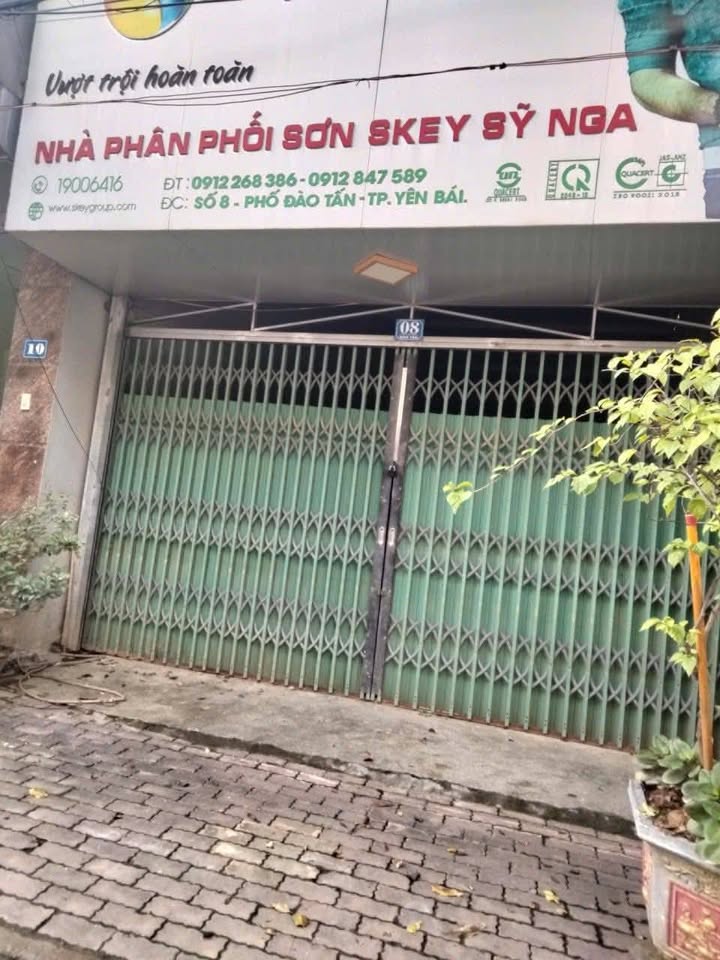 Vượt trội hoàn toàn
NHÀ PHÂN PHỐI SƠN SKEY SỸ NGA
19006416
www.skeygroup.com
ĐT: 0912 268 386 - 0912 847 589
ĐC: SỐ 8 - PHỐ ĐÀO TẤN - TP. YÊN BÁI.
QUACERT
QUACERT
JAS-ANZ
ISO 9001: 2015
08
10